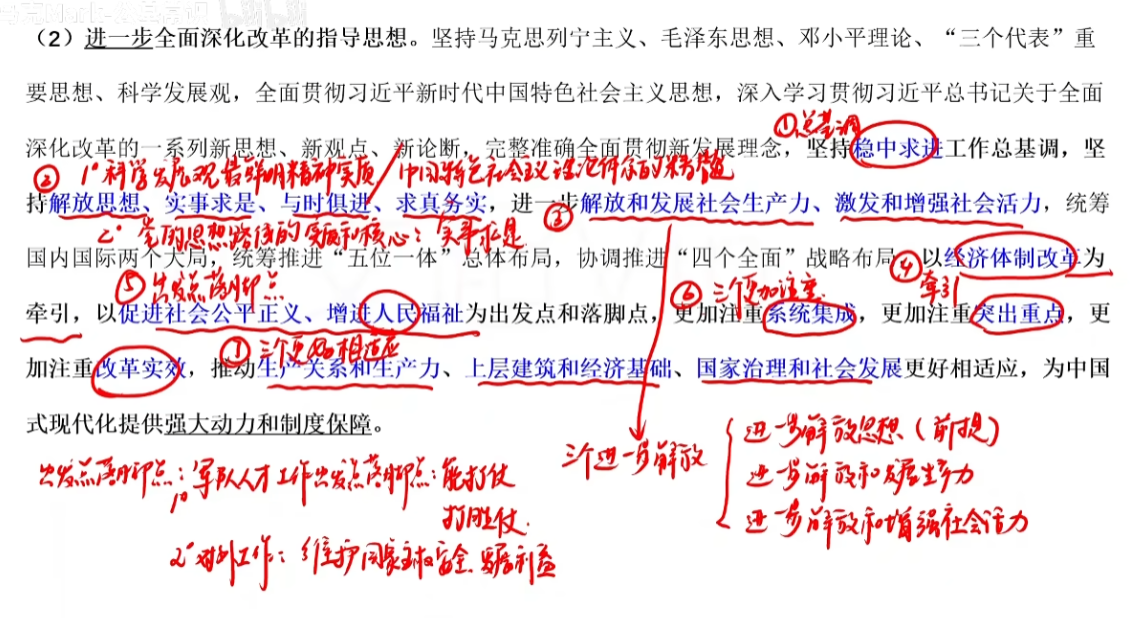 （2）进一步全面深化改革的指导思想。坚持马克思列宁主义、毛泽东思想、邓小平理论、“三个代表”重
要思想、科学发展观，全面贯彻习近平新时代中国特色社会主义思想，深入学习贯彻习近平总书记关于全面
①总基调
深化改革的一系列新思想、新观点、新论断，完整准确全面贯彻新发展理念，坚持稳中求进工作总基调，坚
② 1°科学发展观最鲜明精神实质 / 中国特色社会主义理论体系的精髓
持解放思想、实事求是、与时俱进、求真务实，进一步解放和发展社会生产力、激发和增强社会活力，统筹
③
2°党的思想路线的实质和核心：实事求是
国内国际两个大局，统筹推进“五位一体”总体布局，协调推进“四个全面”战略布局，以经济体制改革为
④牵引
⑤出发点落脚点
⑥三个更加注重
牵引，以促进社会公平正义、增进人民福祉为出发点和落脚点，更加注重系统集成，更加注重突出重点，更
⑦三个更好相适应
加注重改革实效，推动生产关系和生产力、上层建筑和经济基础、国家治理和社会发展更好相适应，为中国
式现代化提供强大动力和制度保障。
三个进一步解放
进一步解放思想（前提）
进一步解放和发展生产力
进一步解放和增强社会活力
出发点落脚点：1°军队人才工作出发点落脚点：能打仗
打胜仗.
2°对外工作：维护国家主权、安全、发展利益